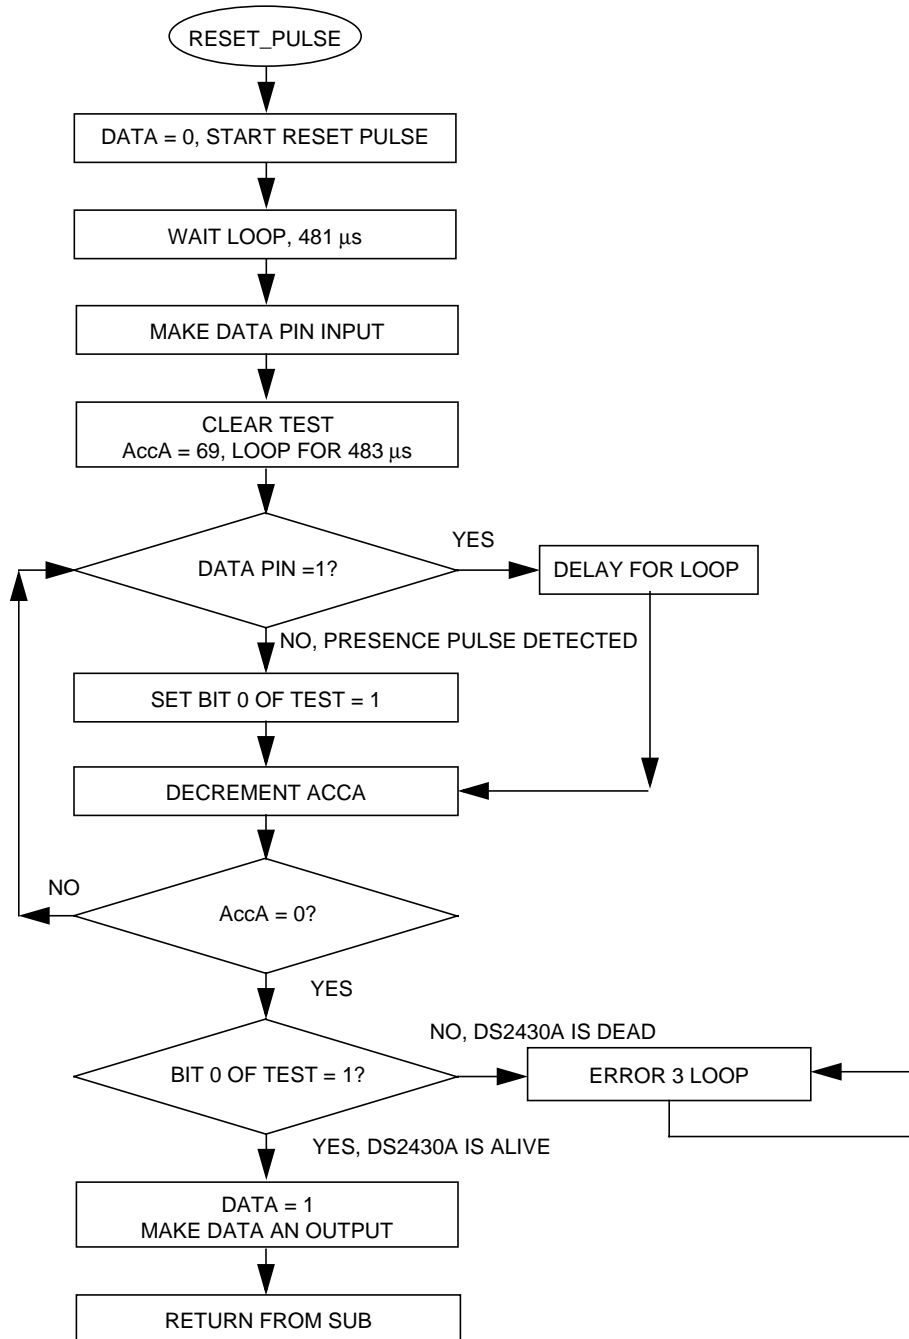 RESET_PULSE
DATA = 0, START RESET PULSE
WAIT LOOP, 481 µs
MAKE DATA PIN INPUT
CLEAR TEST
AccA = 69, LOOP FOR 483 µs
DATA PIN =1?
YES
DELAY FOR LOOP
NO, PRESENCE PULSE DETECTED
SET BIT 0 OF TEST = 1
DECREMENT ACCA
NO
AccA = 0?
YES
NO, DS2430A IS DEAD
BIT 0 OF TEST = 1?
ERROR 3 LOOP
YES, DS2430A IS ALIVE
DATA = 1
MAKE DATA AN OUTPUT
RETURN FROM SUB